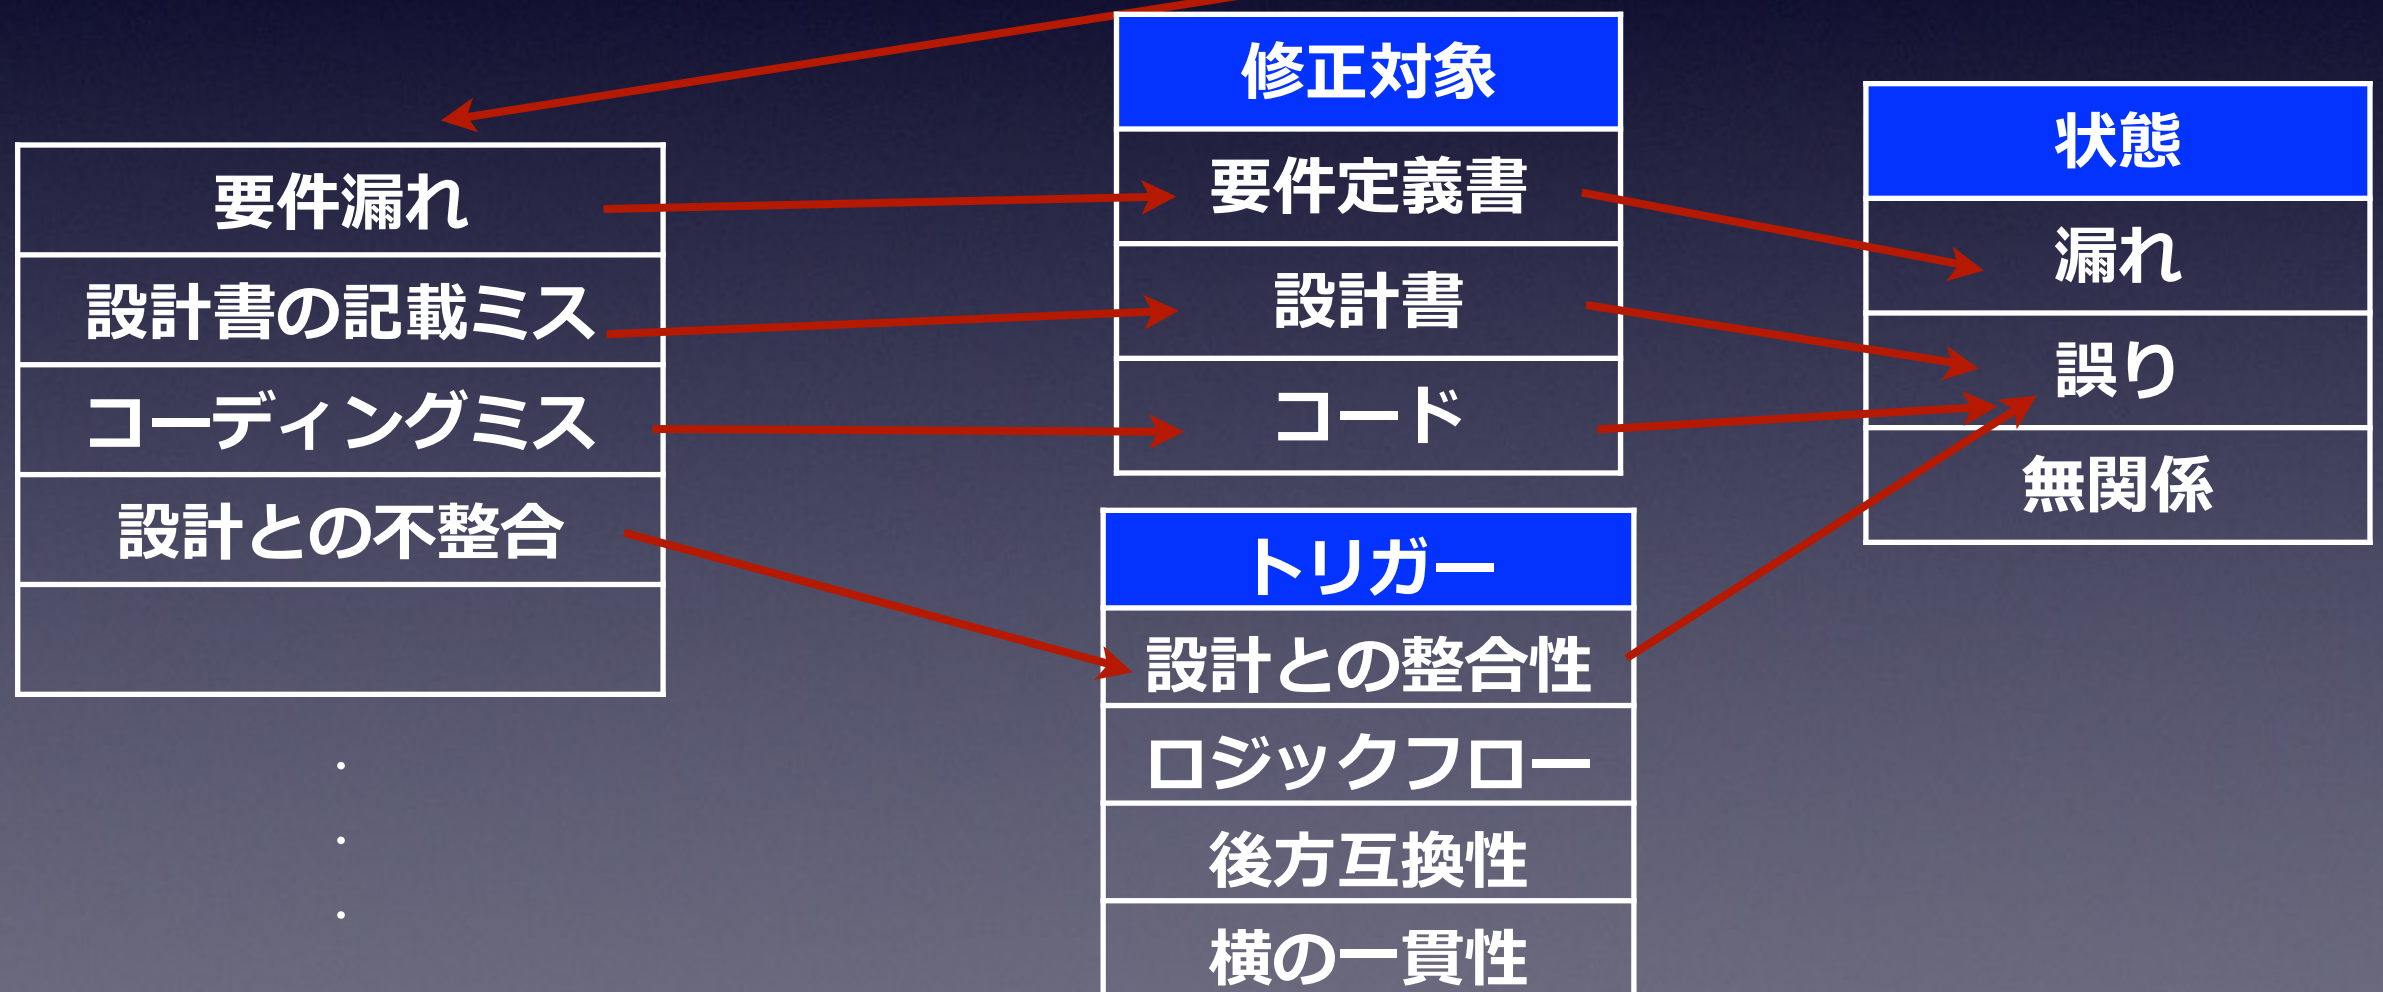 要件漏れ
設計書の記載ミス
コーディングミス
設計との不整合
・
・
・
修正対象
要件定義書
設計書
コード
トリガー
設計との整合性
ロジックフロー
後方互換性
横の一貫性
状態
漏れ
誤り
無関係